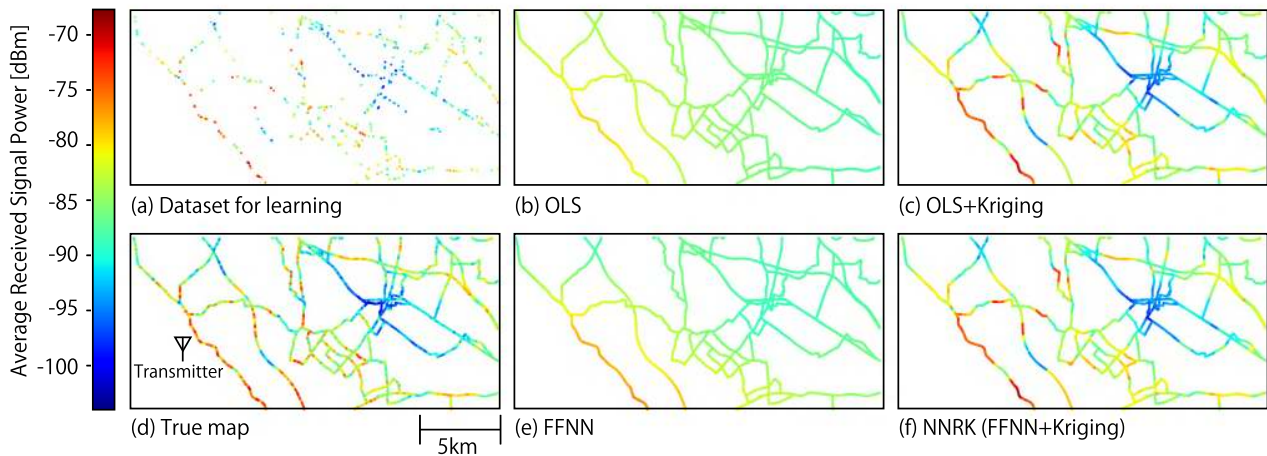 Average Received Signal Power [dBm]
-70
-75
-80
-85
-90
-95
-100
(a) Dataset for learning
(b) OLS
(c) OLS+Kriging
Transmitter
(d) True map
5km
(e) FFNN
(f) NNRK (FFNN+Kriging)